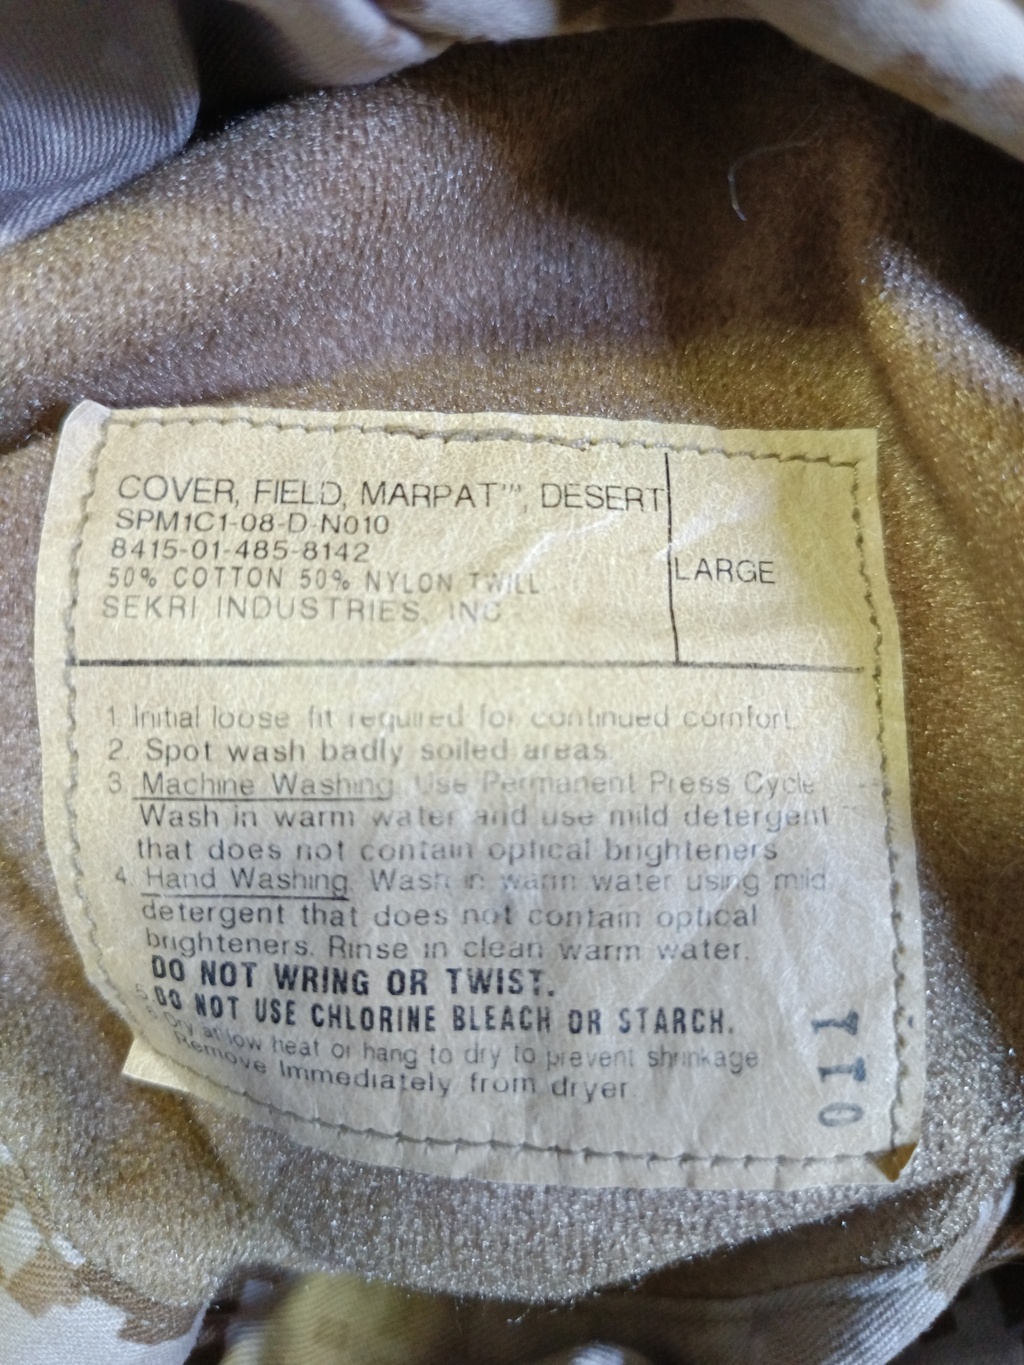 COVER, FIELD, MARPAT™, DESERT
SPM1C1-08-D-N010
8415-01-485-8142
50% COTTON 50% NYLON TWILL
SEKRI INDUSTRIES, INC
LARGE
1. Initial loose fit required for continued comfort.
2. Spot wash badly soiled areas.
3. Machine Washing: Use Permanent Press Cycle.
Wash in warm water and use mild detergent
that does not contain optical brighteners
4. Hand Washing: Wash in warm water using mild
detergent that does not contain optical
brighteners. Rinse in clean warm water.
DO NOT WRING OR TWIST.
5. DO NOT USE CHLORINE BLEACH OR STARCH.
6. Dry at low heat or hang to dry to prevent shrinkage
Remove Immediately from dryer.
011